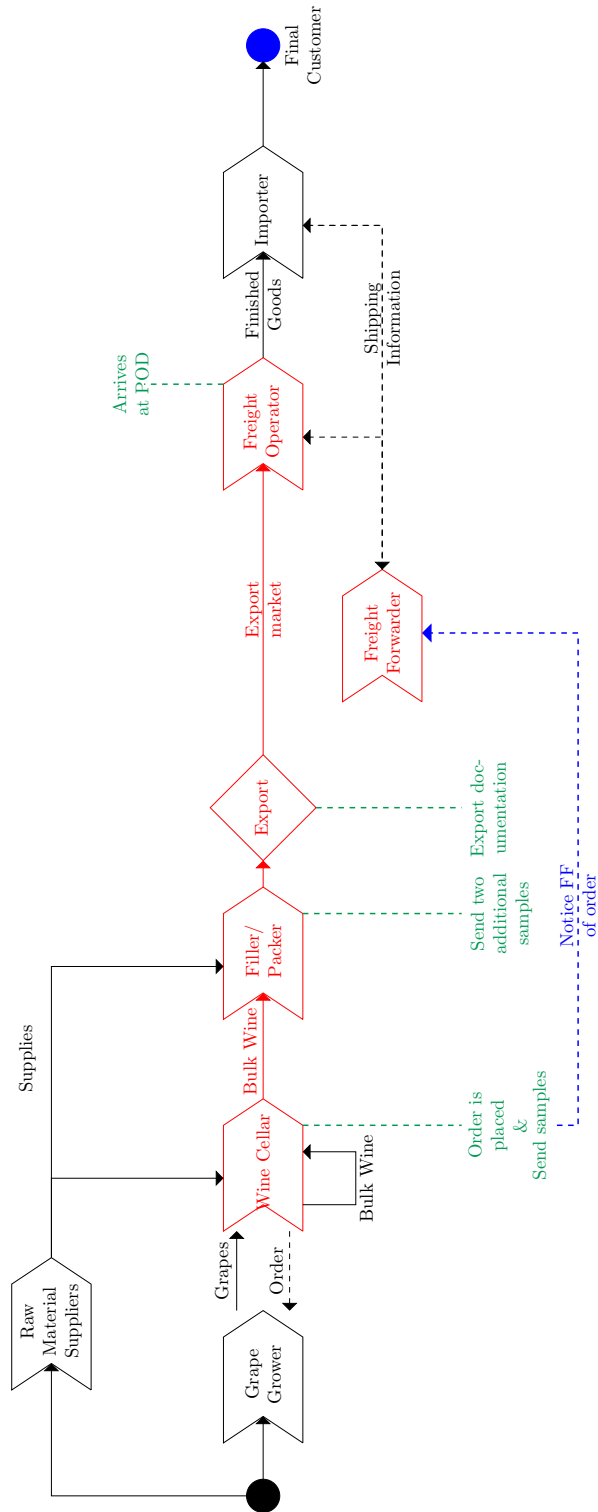 Raw
Material
Suppliers
Supplies
Grape
Grower
Grapes
Order
Wine Cellar
Bulk Wine
Bulk Wine
Filler/
Packer
Export
Export
market
Freight
Operator
Arrives
at POD
Finished
Goods
Importer
Final
Customer
Shipping
Information
Freight
Forwarder
Order is
placed
&
Send samples
Send two
additional
samples
Export doc-
umentation
Notice FF
of order